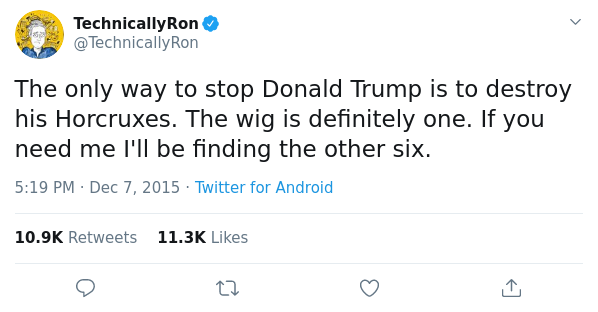 TechnicallyRon
@TechnicallyRon
The only way to stop Donald Trump is to destroy
his Horcruxes. The wig is definitely one. If you
need me I'll be finding the other six.
5:19 PM · Dec 7, 2015 · Twitter for Android
10.9K Retweets 11.3K Likes